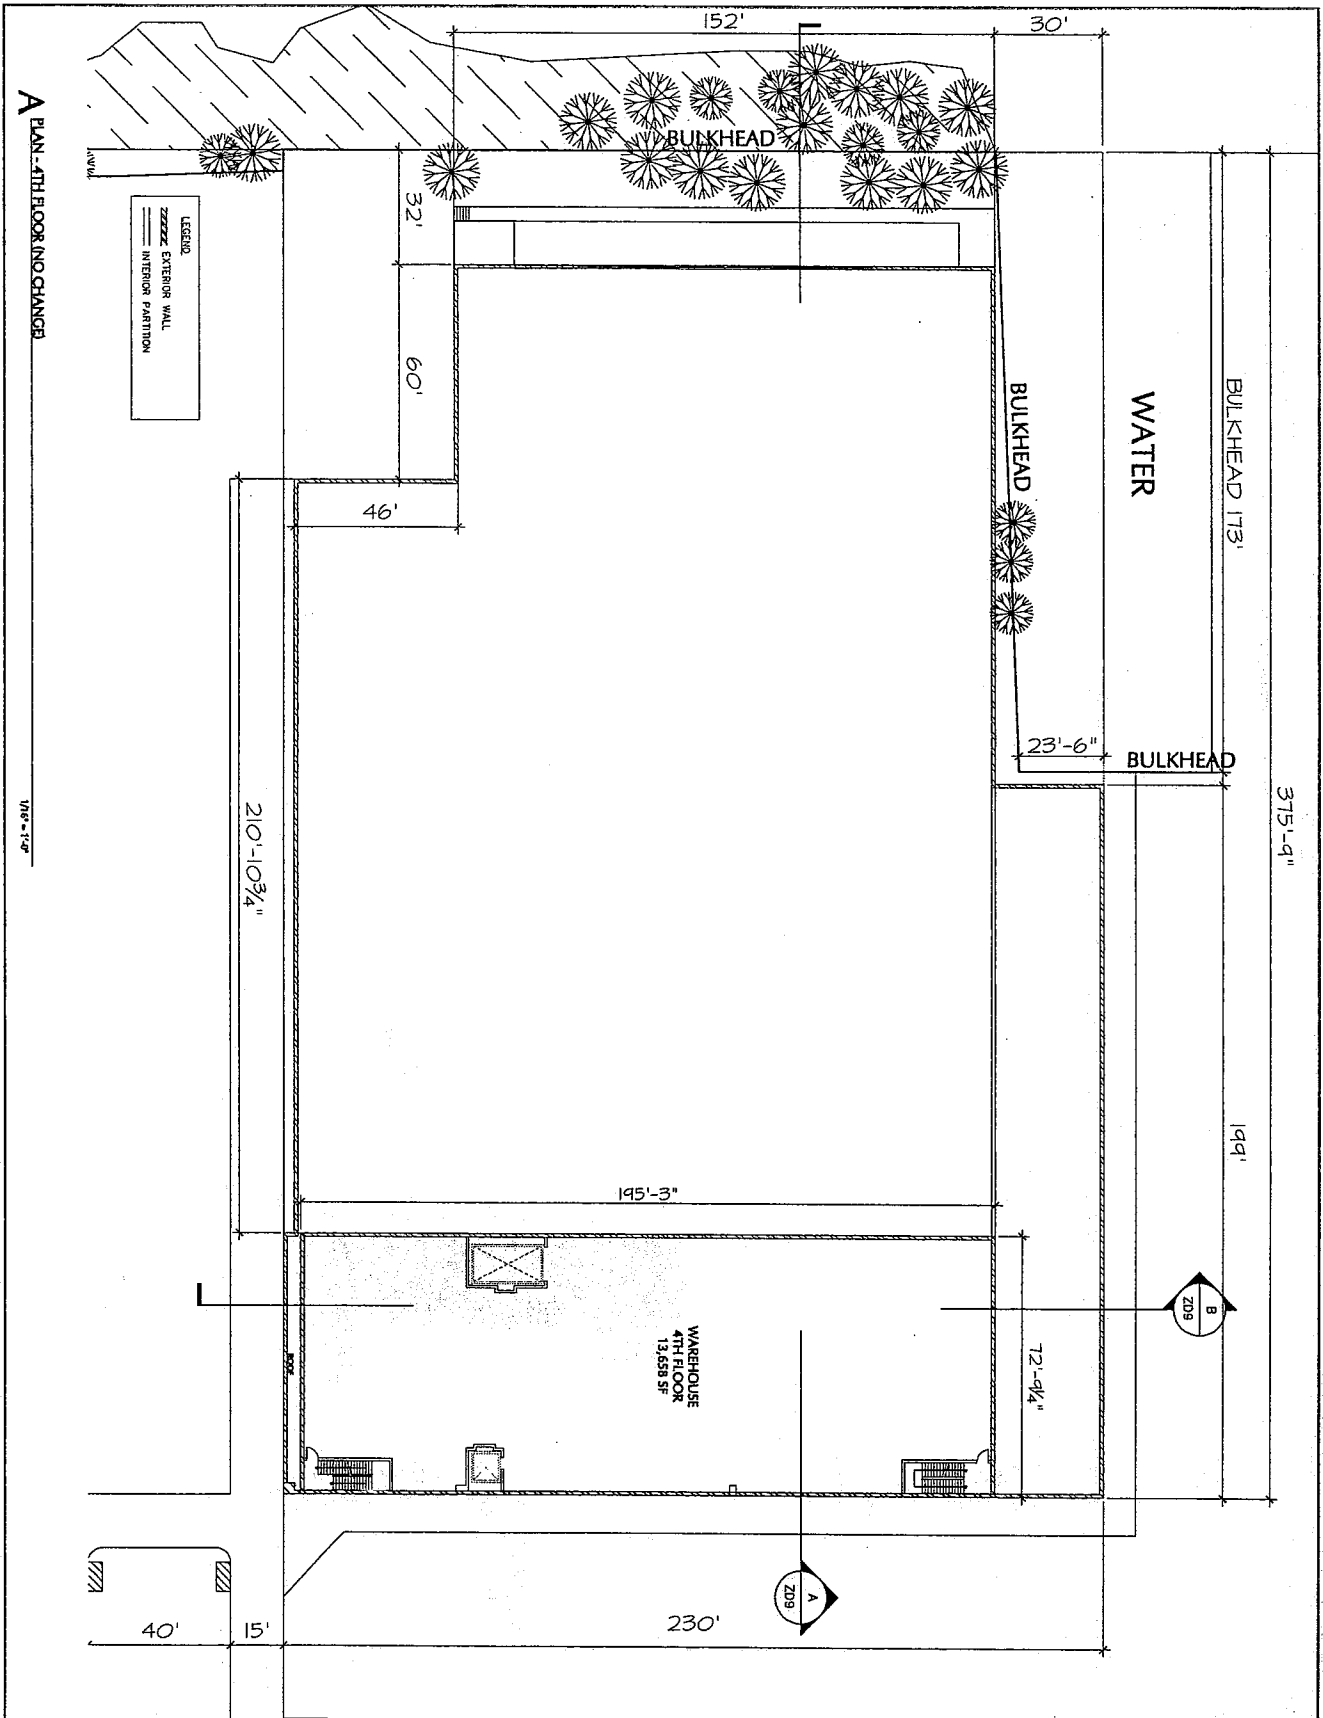 152'
30'
BULKHEAD
32'
60'
46'
BULKHEAD
WATER
BULKHEAD 173'
23'-6"
BULKHEAD
375'-9"
199'
210'-10¾"
195'-3"
72'-9¼"
WAREHOUSE
4TH FLOOR
13,658 SF
ROOF
B
ZD9
A
ZD9
230'
15'
40'
LEGEND
EXTERIOR WALL
INTERIOR PARTITION
A PLAN - 4TH FLOOR (NO CHANGE)
1/16" = 1'-0"